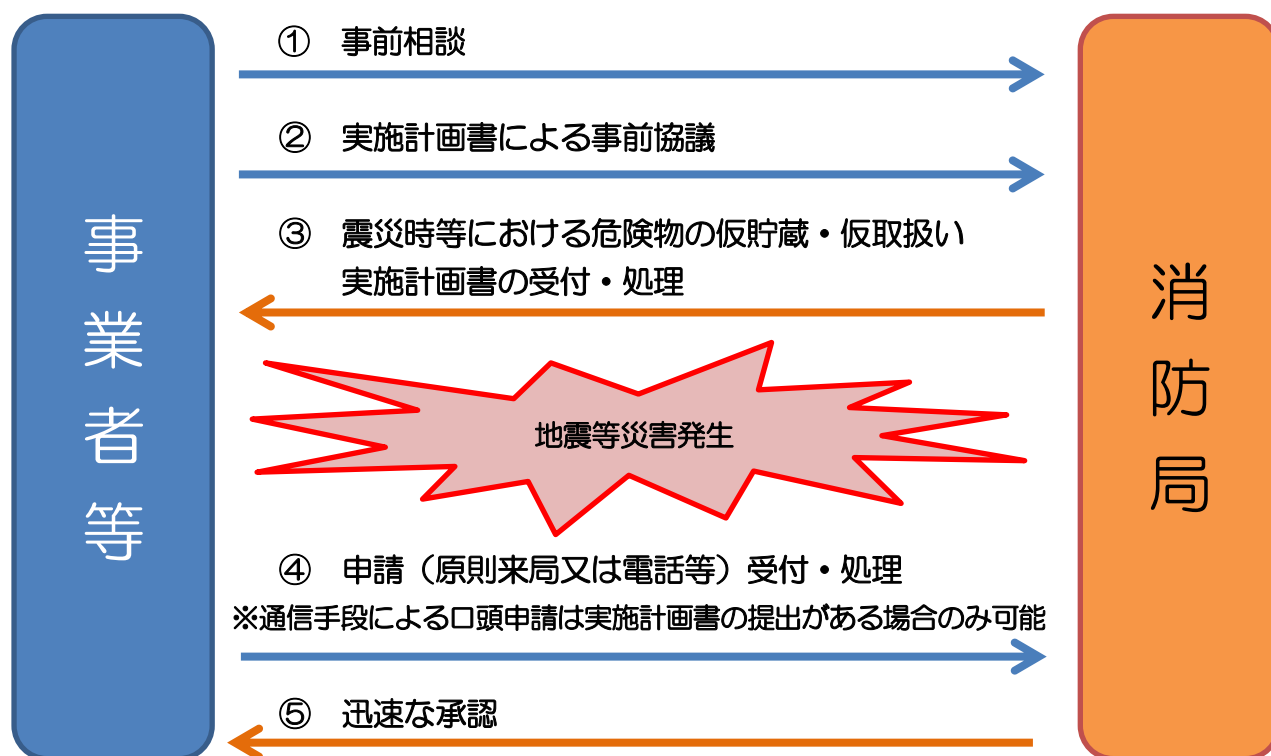 事業者等
① 事前相談
② 実施計画書による事前協議
③ 震災時等における危険物の仮貯蔵・仮取扱い
実施計画書の受付・処理
地震等災害発生
④ 申請（原則来局又は電話等）受付・処理
※通信手段による口頭申請は実施計画書の提出がある場合のみ可能
⑤ 迅速な承認
消防局